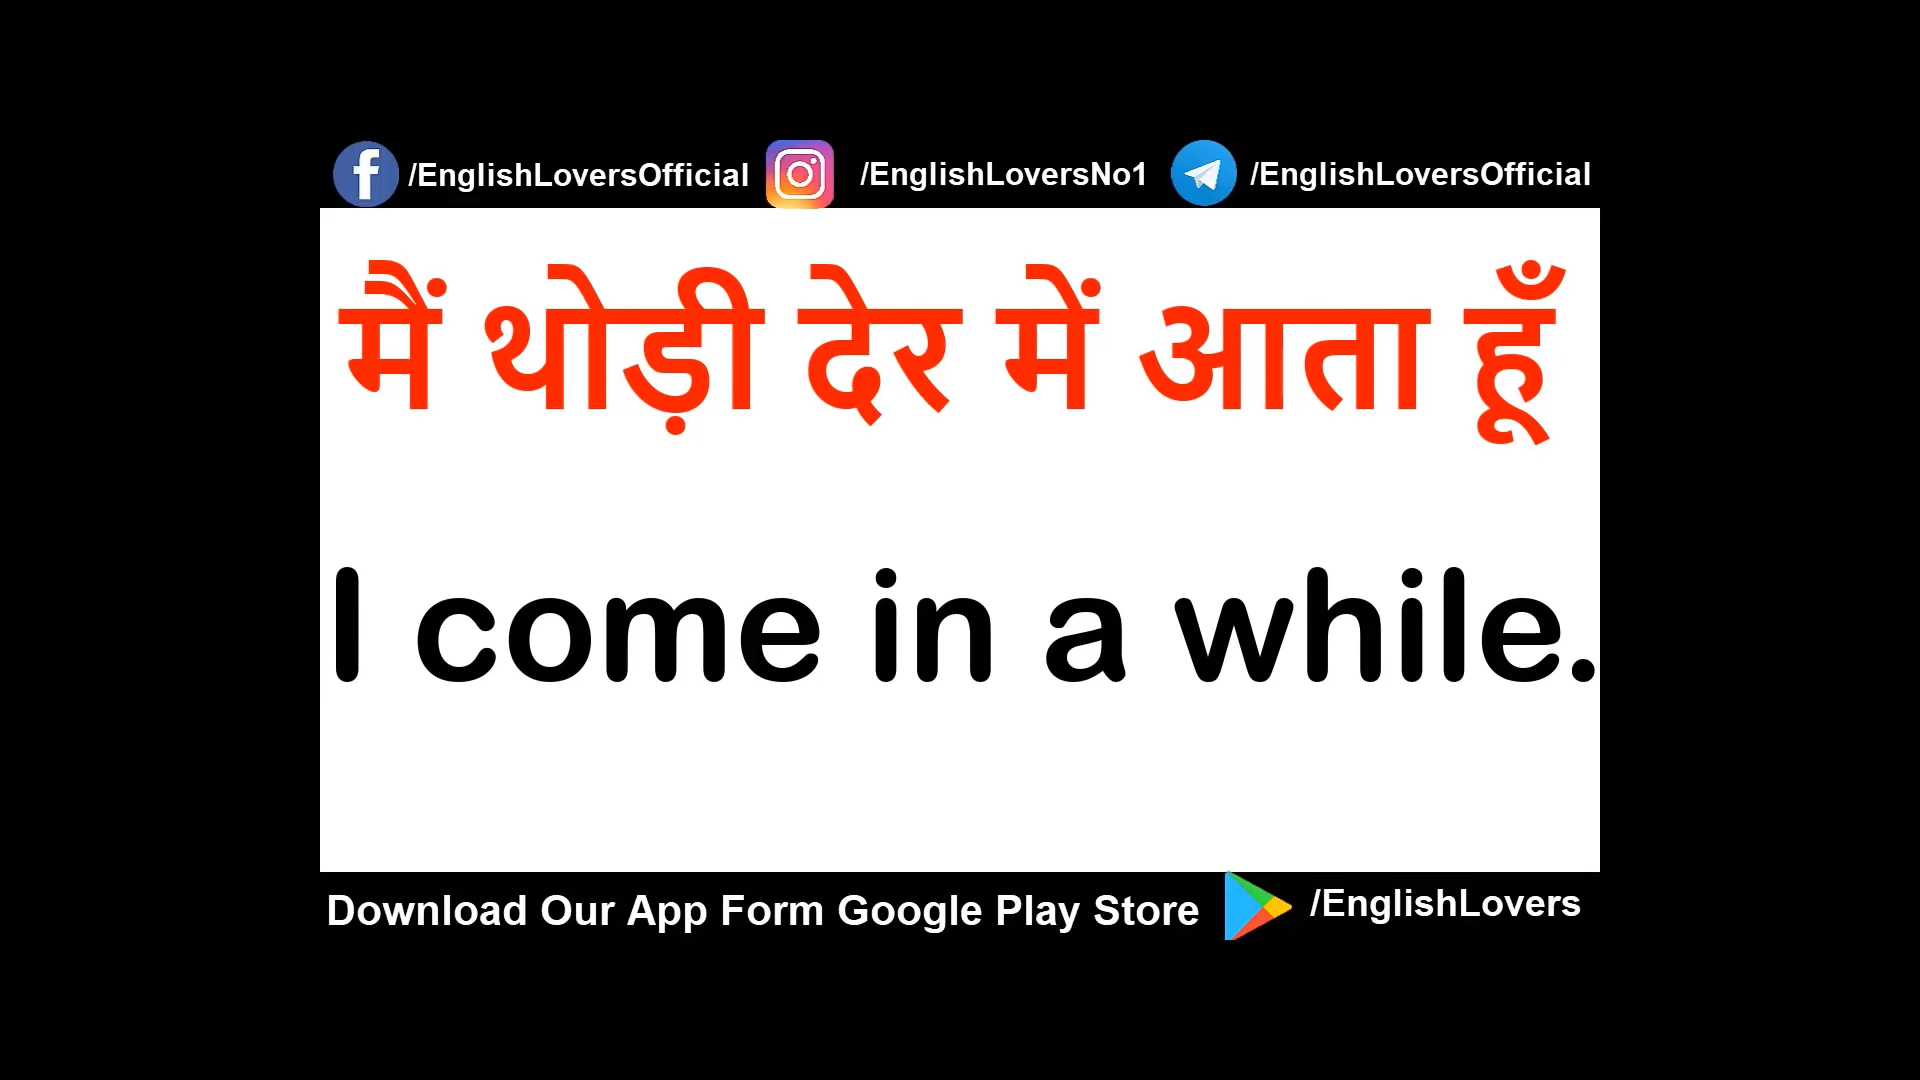 /EnglishLoversOfficial /EnglishLoversNo1 /EnglishLoversOfficial
मैं थोड़ी देर में आता हूँ
I come in a while.
Download Our App Form Google Play Store /EnglishLovers